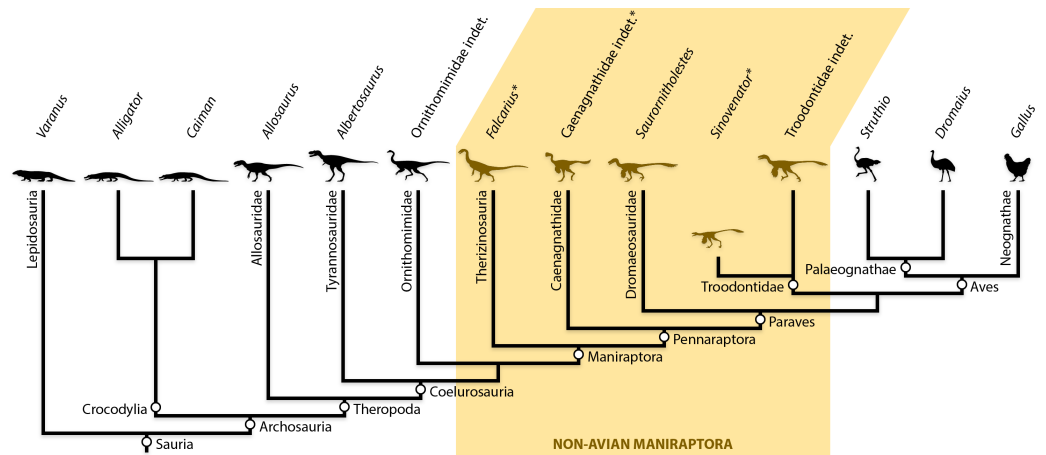 Varanus
Alligator
Caiman
Allosaurus
Albertosaurus
Ornithomimidae indet.
Falcarius*
Caenagnathidae indet.*
Saurornitholestes
Sinovenator*
Troodontidae indet.
Struthio
Dromaius
Gallus
Lepidosauria
Allosauridae
Tyrannosauridae
Ornithomimidae
Therizinosauria
Caenagnathidae
Dromaeosauridae
Neognathae
Palaeognathae
Troodontidae
Aves
Paraves
Pennaraptora
Maniraptora
Coelurosauria
Crocodylia
Theropoda
Archosauria
Sauria
NON-AVIAN MANIRAPTORA